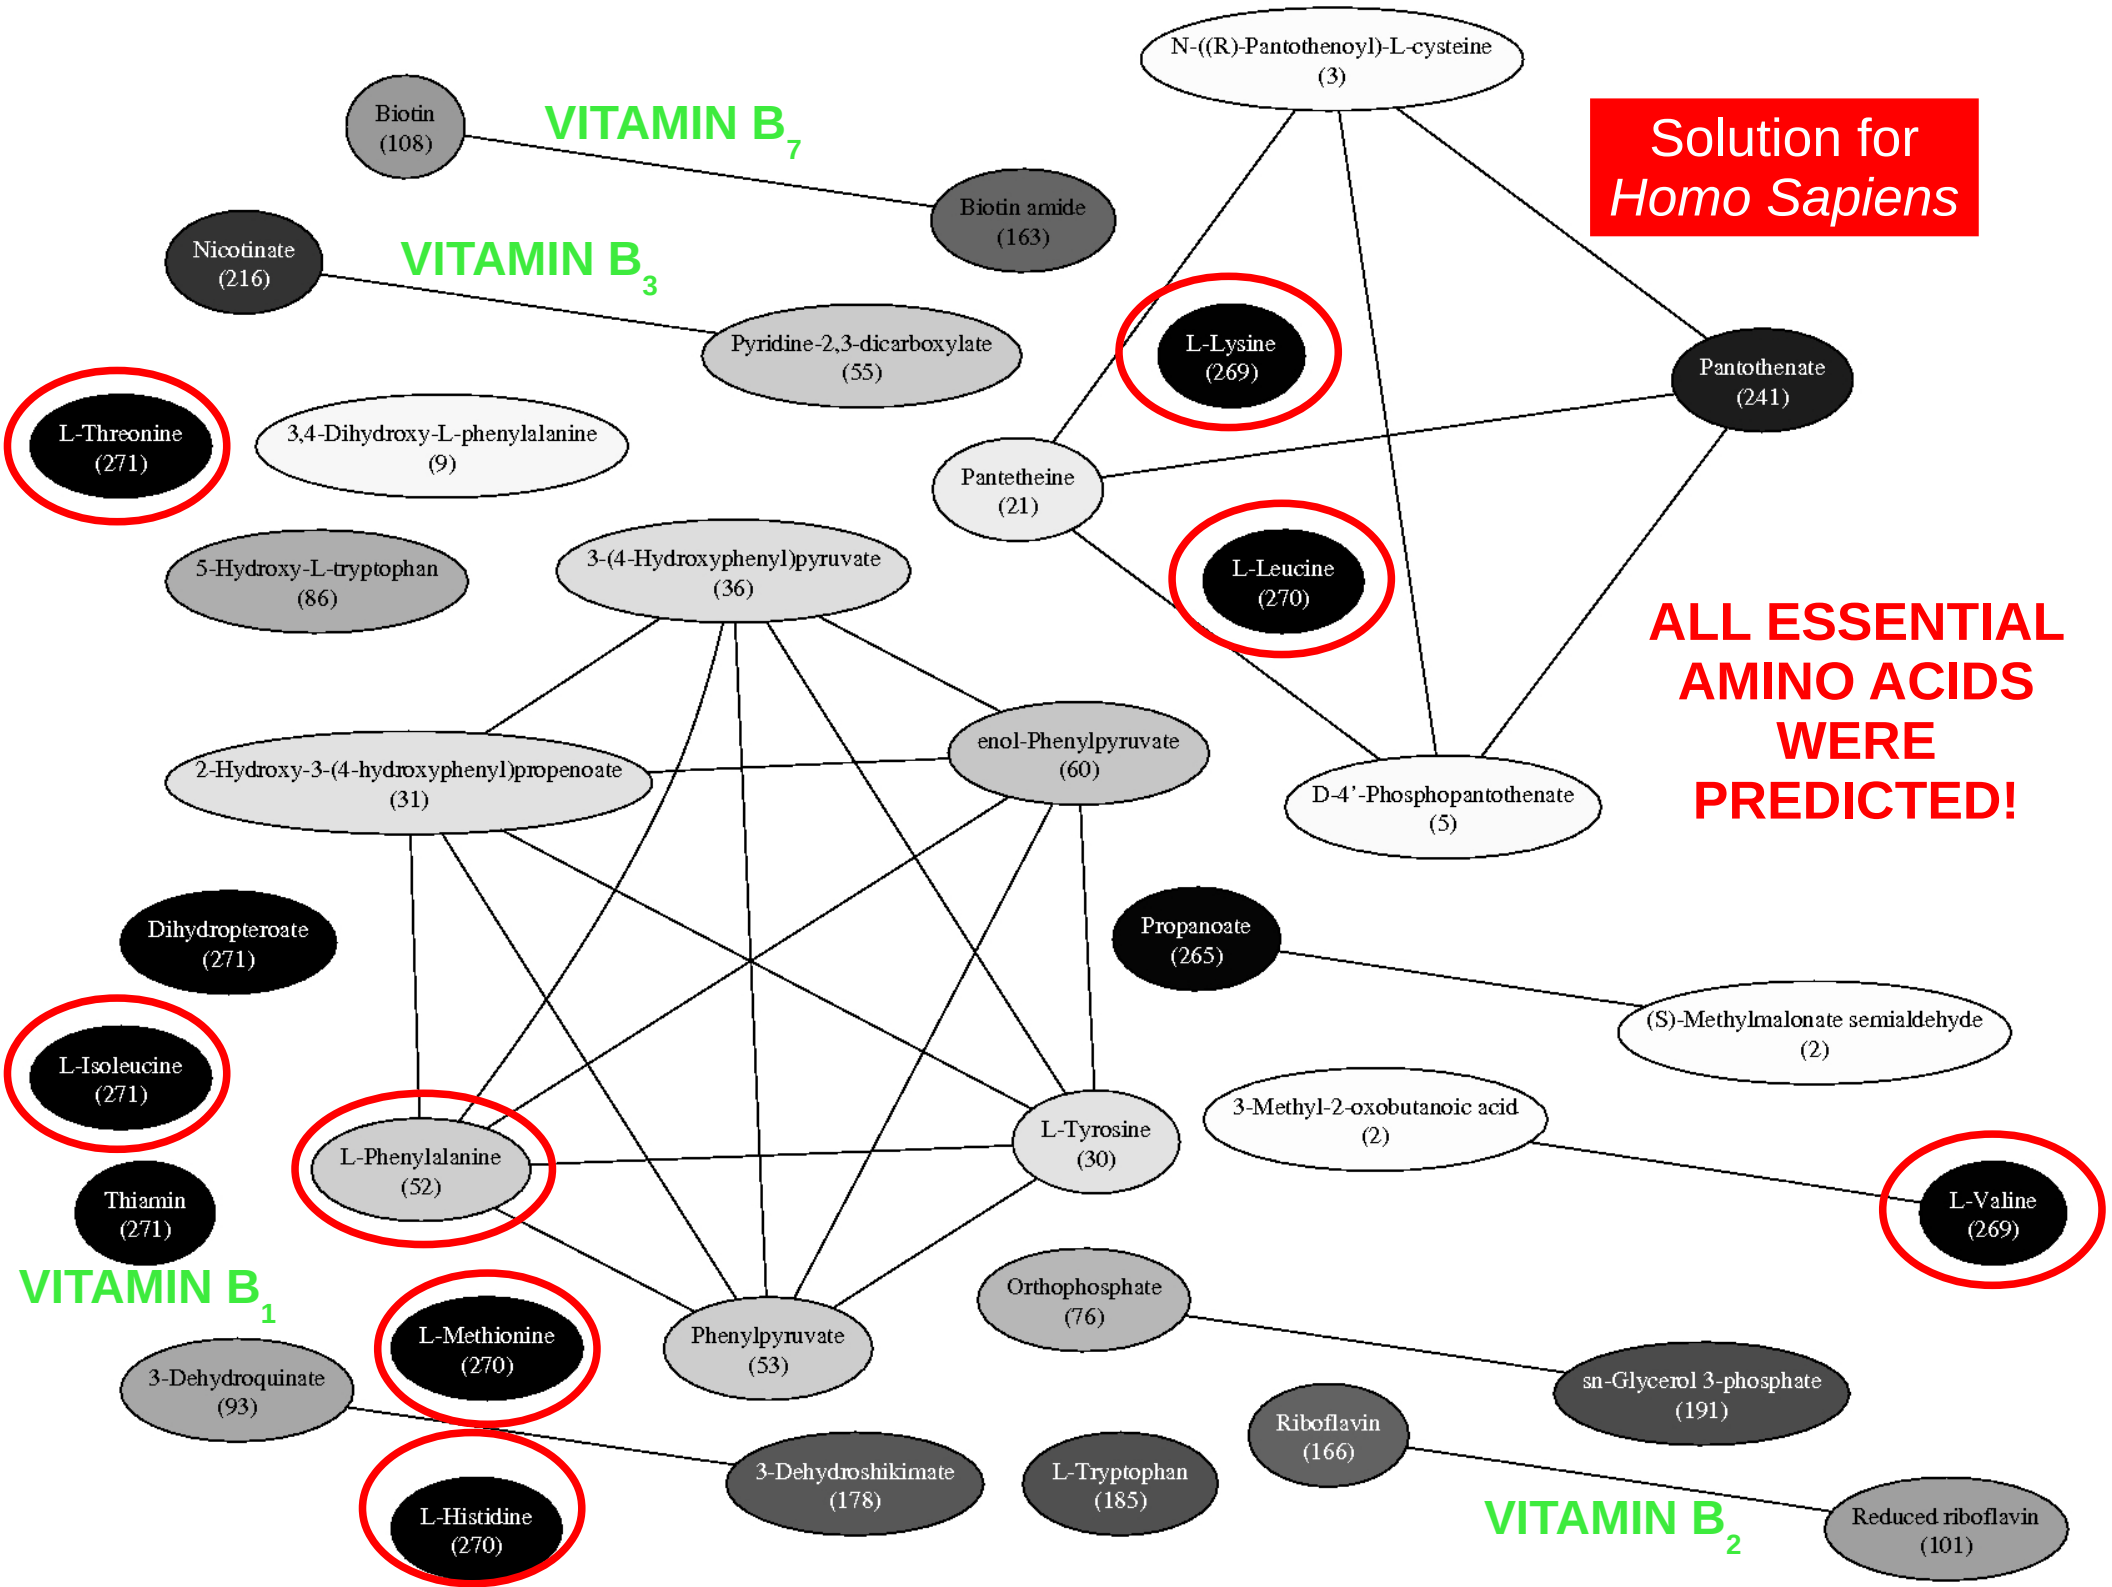 N-((R)-Pantothenoyl)-L-cysteine
(3)
Biotin
(108)
VITAMIN B7
Solution for
Homo Sapiens
Biotin amide
(163)
Nicotinate
(216)
VITAMIN B3
Pyridine-2,3-dicarboxylate
(55)
L-Lysine
(269)
Pantothenate
(241)
L-Threonine
(271)
3,4-Dihydroxy-L-phenylalanine
(9)
Pantetheine
(21)
5-Hydroxy-L-tryptophan
(86)
3-(4-Hydroxyphenyl)pyruvate
(36)
L-Leucine
(270)
ALL ESSENTIAL
AMINO ACIDS
WERE
PREDICTED!
2-Hydroxy-3-(4-hydroxyphenyl)propenoate
(31)
enol-Phenylpyruvate
(60)
D-4'-Phosphopantothenate
(5)
Dihydropteroate
(271)
Propanoate
(265)
(S)-Methylmalonate semialdehyde
(2)
L-Isoleucine
(271)
3-Methyl-2-oxobutanoic acid
(2)
L-Phenylalanine
(52)
L-Tyrosine
(30)
Thiamin
(271)
VITAMIN B1
L-Valine
(269)
Orthophosphate
(76)
L-Methionine
(270)
Phenylpyruvate
(53)
3-Dehydroquinate
(93)
sn-Glycerol 3-phosphate
(191)
Riboflavin
(166)
3-Dehydroshikimate
(178)
L-Tryptophan
(185)
L-Histidine
(270)
VITAMIN B2
Reduced riboflavin
(101)